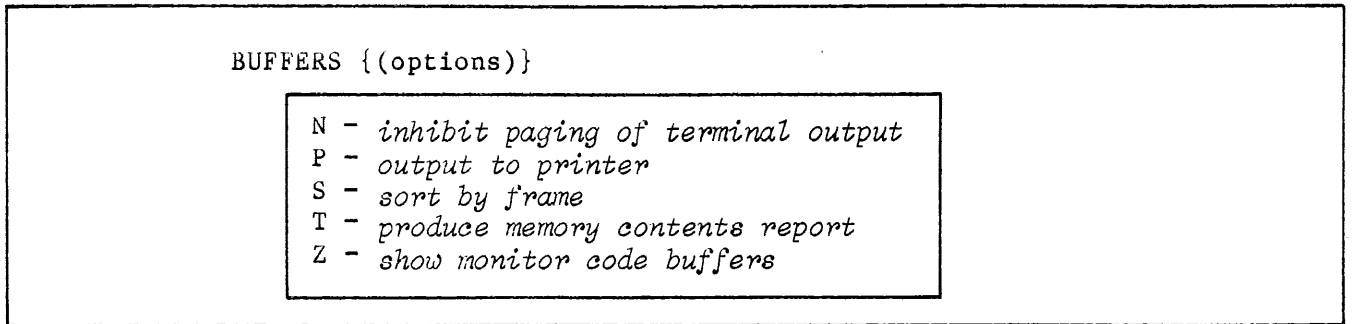 BUFFERS {(options)}
N - inhibit paging of terminal output
P - output to printer
S - sort by frame
T - produce memory contents report
Z - show monitor code buffers